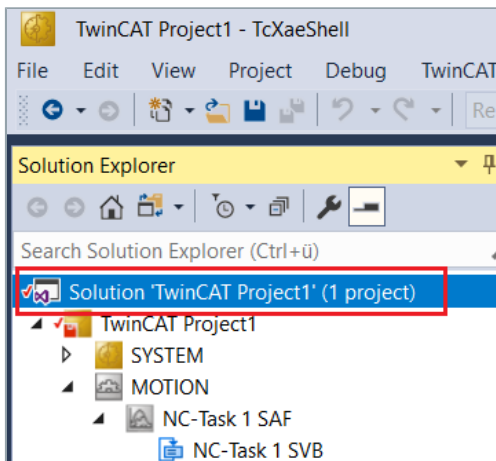 TwinCAT Project1 - TcXaeShell
File Edit View Project Debug TwinCAT
Re
Solution Explorer
Search Solution Explorer (Ctrl+ü)
Solution 'TwinCAT Project1' (1 project)
TwinCAT Project1
SYSTEM
MOTION
NC-Task 1 SAF
NC-Task 1 SVB